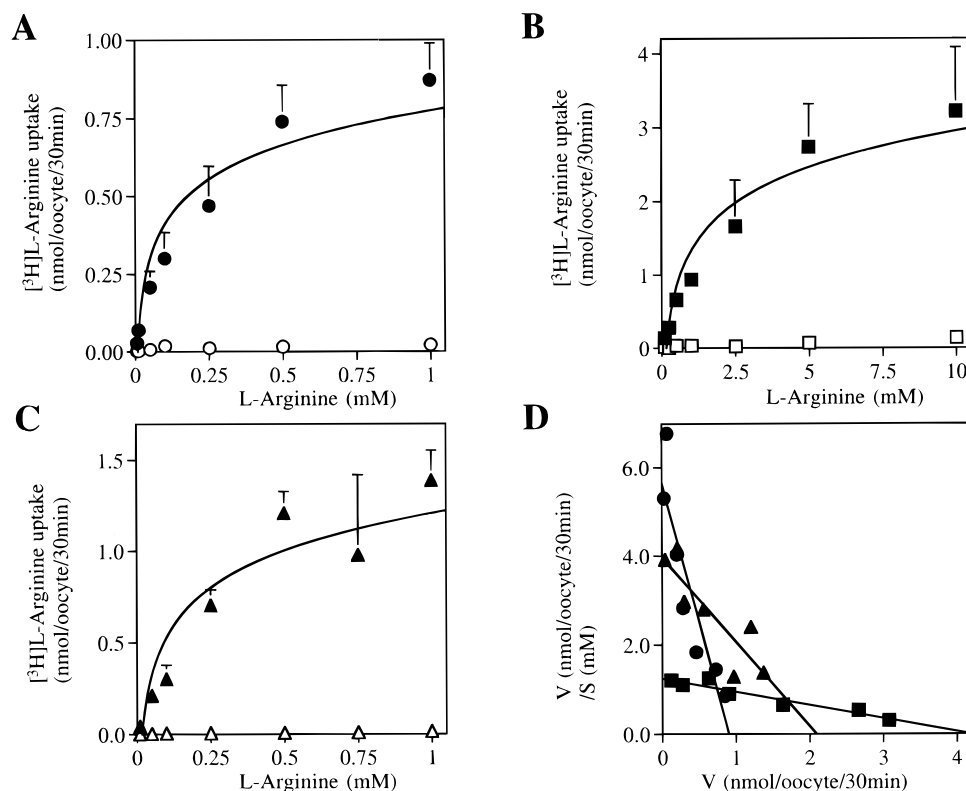 A
[³H]L-Arginine uptake
(nmol/oocyte/30min)
1.00
0.75
0.50
0.25
0.00
0
0.25
0.50
0.75
1
L-Arginine (mM)
B
[³H]L-Arginine uptake
(nmol/oocyte/30min)
4
3
2
1
0
0
2.5
5
7.5
10
L-Arginine (mM)
C
[³H]L-Arginine uptake
(nmol/oocyte/30min)
1.5
1.0
0.5
0.0
0
0.25
0.50
0.75
1
L-Arginine (mM)
D
V (nmol/oocyte/30min)
/S (mM)
6.0
4.0
2.0
0.0
0
1
2
3
4
V (nmol/oocyte/30min)